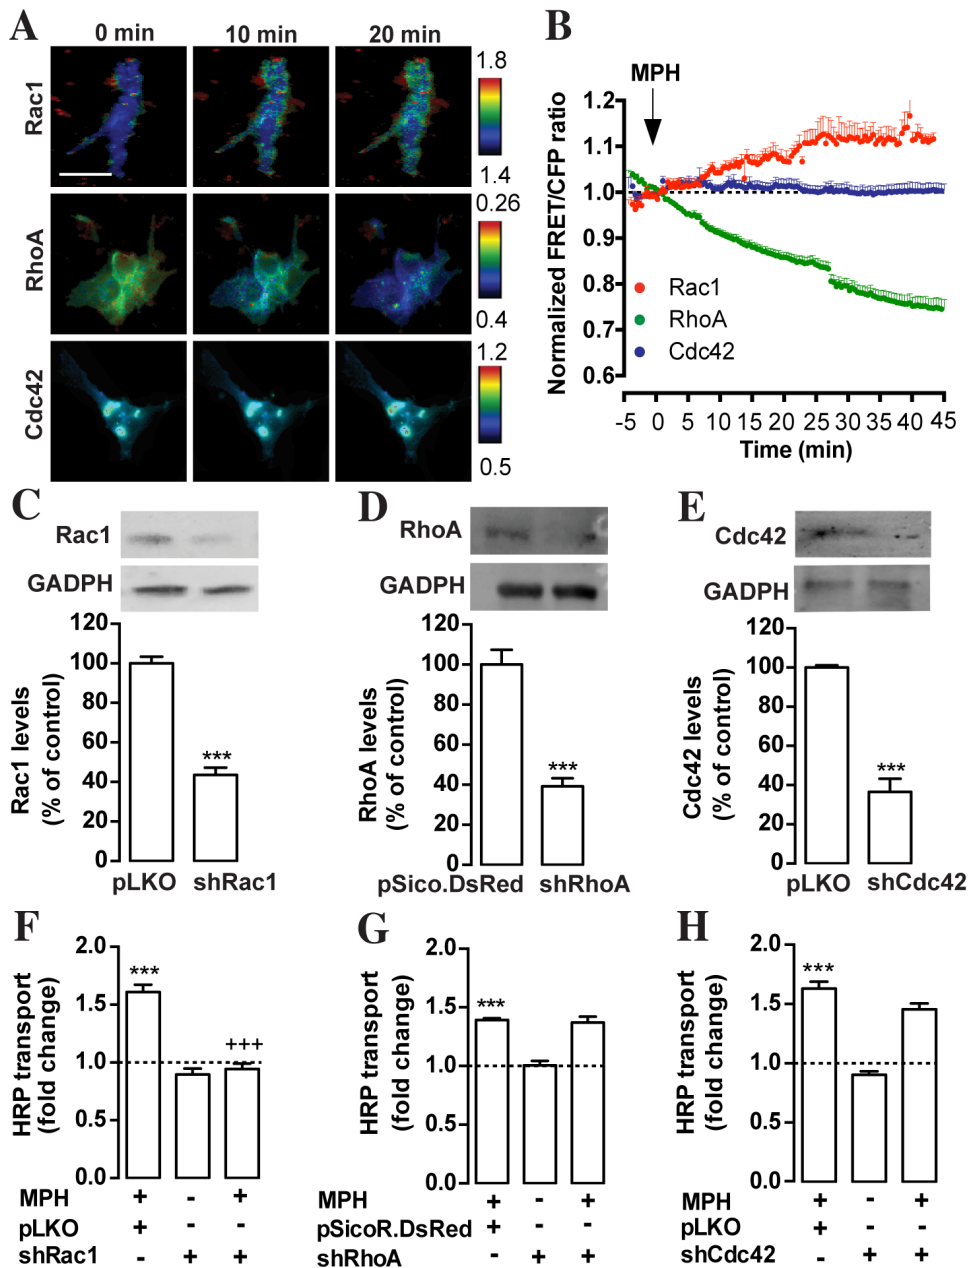 A
0 min 10 min 20 min
Rac1
1.8
1.4
RhoA
0.26
0.4
Cdc42
1.2
0.5
B
MPH
Normalized FRET/CFP ratio
1.2
1.1
1.0
0.9
0.8
0.7
0.6
Rac1
RhoA
Cdc42
-5 0 5 10 15 20 25 30 35 40 45
Time (min)
C
Rac1
GADPH
Rac1 levels
(% of control)
120
100
80
60
40
20
0
***
pLKO shRac1
D
RhoA
GADPH
RhoA levels
(% of control)
120
100
80
60
40
20
0
***
pSico.DsRed shRhoA
E
Cdc42
GADPH
Cdc42 levels
(% of control)
120
100
80
60
40
20
0
***
pLKO shCdc42
F
HRP transport
(fold change)
2.0
1.5
1.0
0.5
0.0
***
+++
MPH + - +
pLKO + - -
shRac1 - + +
G
HRP transport
(fold change)
2.0
1.5
1.0
0.5
0.0
***
MPH + - +
pSicoR.DsRed + - -
shRhoA - + +
H
HRP transport
(fold change)
2.0
1.5
1.0
0.5
0.0
***
MPH + - +
pLKO + - -
shCdc42 - + +